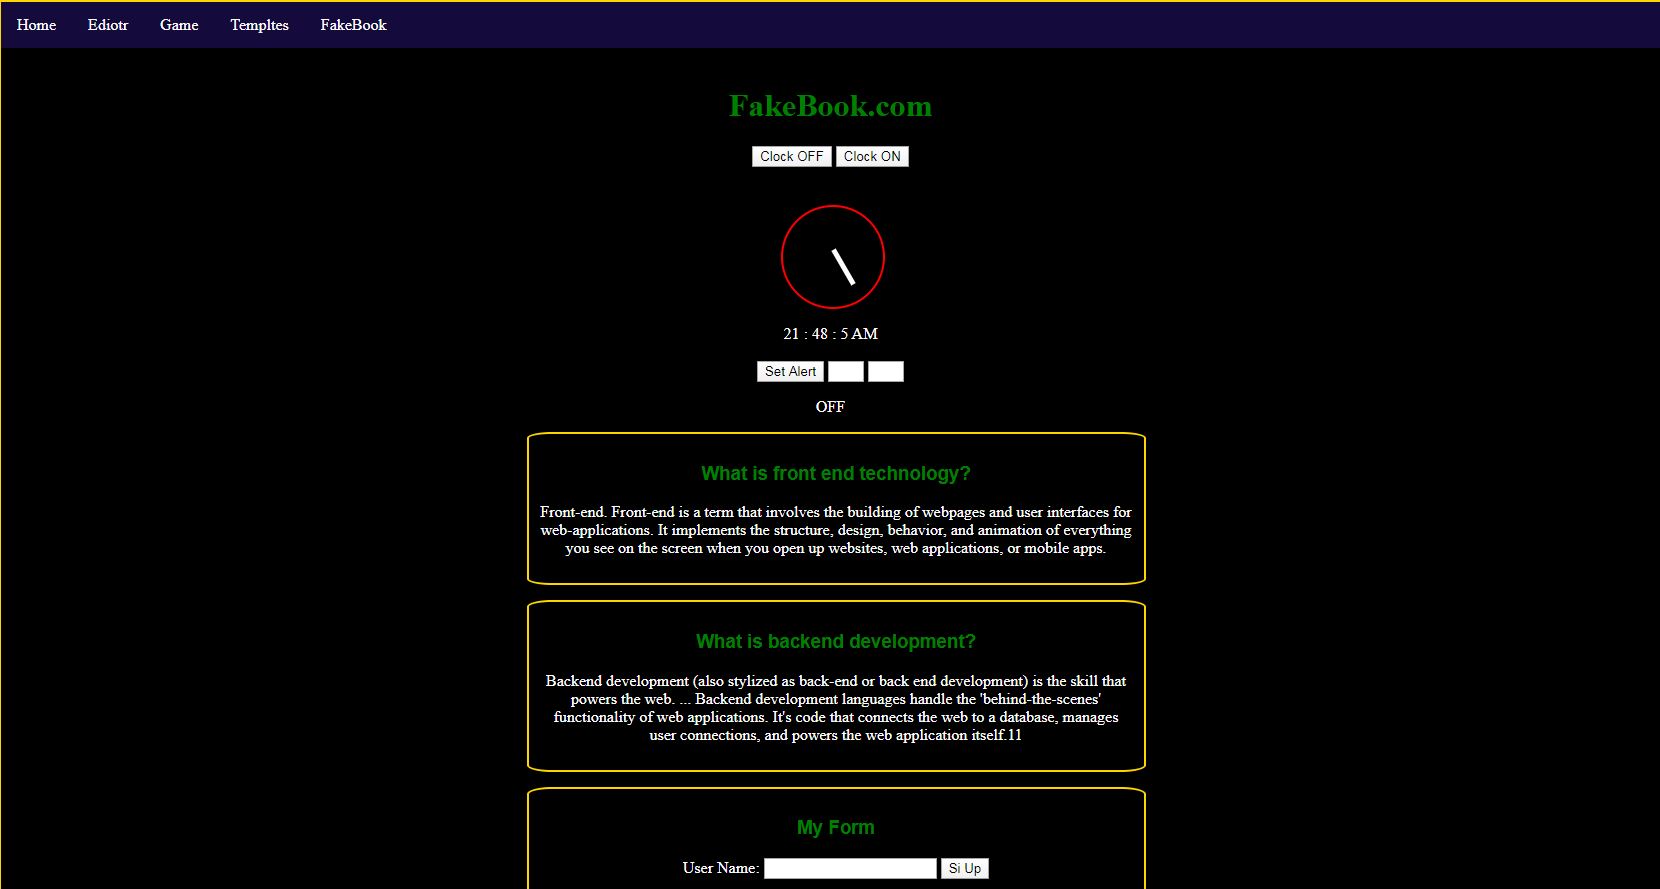 Home Ediotr Game Templtes FakeBook
FakeBook.com
Clock OFF Clock ON
21 : 48 : 5 AM
Set Alert
OFF
What is front end technology?
Front-end. Front-end is a term that involves the building of webpages and user interfaces for
web-applications. It implements the structure, design, behavior, and animation of everything
you see on the screen when you open up websites, web applications, or mobile apps.
What is backend development?
Backend development (also stylized as back-end or back end development) is the skill that
powers the web. ... Backend development languages handle the 'behind-the-scenes'
functionality of web applications. It's code that connects the web to a database, manages
user connections, and powers the web application itself.11
My Form
User Name: Si Up